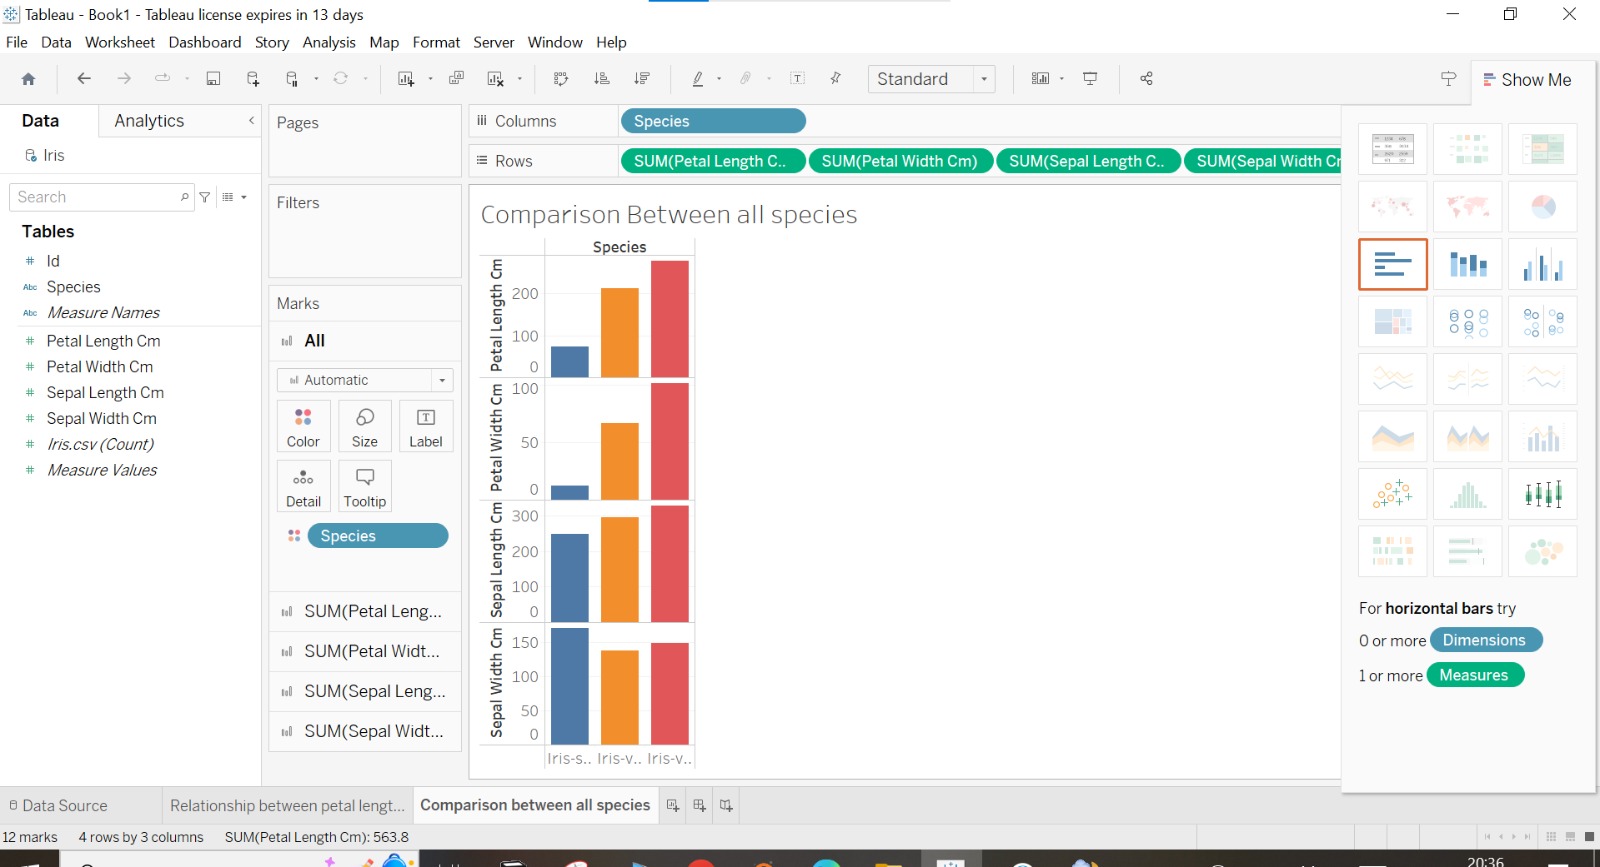 Tableau - Book1 - Tableau license expires in 13 days
File Data Worksheet Dashboard Story Analysis Map Format Server Window Help
Standard
Show Me
Data
Analytics
Iris
Search
Tables
# Id
Abc Species
Abc Measure Names
# Petal Length Cm
# Petal Width Cm
# Sepal Length Cm
# Sepal Width Cm
# Iris.csv (Count)
# Measure Values
Pages
Filters
Marks
All
Automatic
Color
Size
Label
Detail
Tooltip
Species
SUM(Petal Leng...
SUM(Petal Widt...
SUM(Sepal Leng...
SUM(Sepal Widt...
iii Columns
Species
Rows
SUM(Petal Length C..
SUM(Petal Width Cm)
SUM(Sepal Length C..
SUM(Sepal Width Cr
Comparison Between all species
Species
Petal Length Cm
200
100
0
Petal Width Cm
100
50
0
Sepal Length Cm
300
200
100
0
Sepal Width Cm
150
100
50
0
Iris-s.. Iris-v.. Iris-v..
For horizontal bars try
0 or more Dimensions
1 or more Measures
Data Source
Relationship between petal lengt...
Comparison between all species
12 marks 4 rows by 3 columns SUM(Petal Length Cm): 563.8
20:36